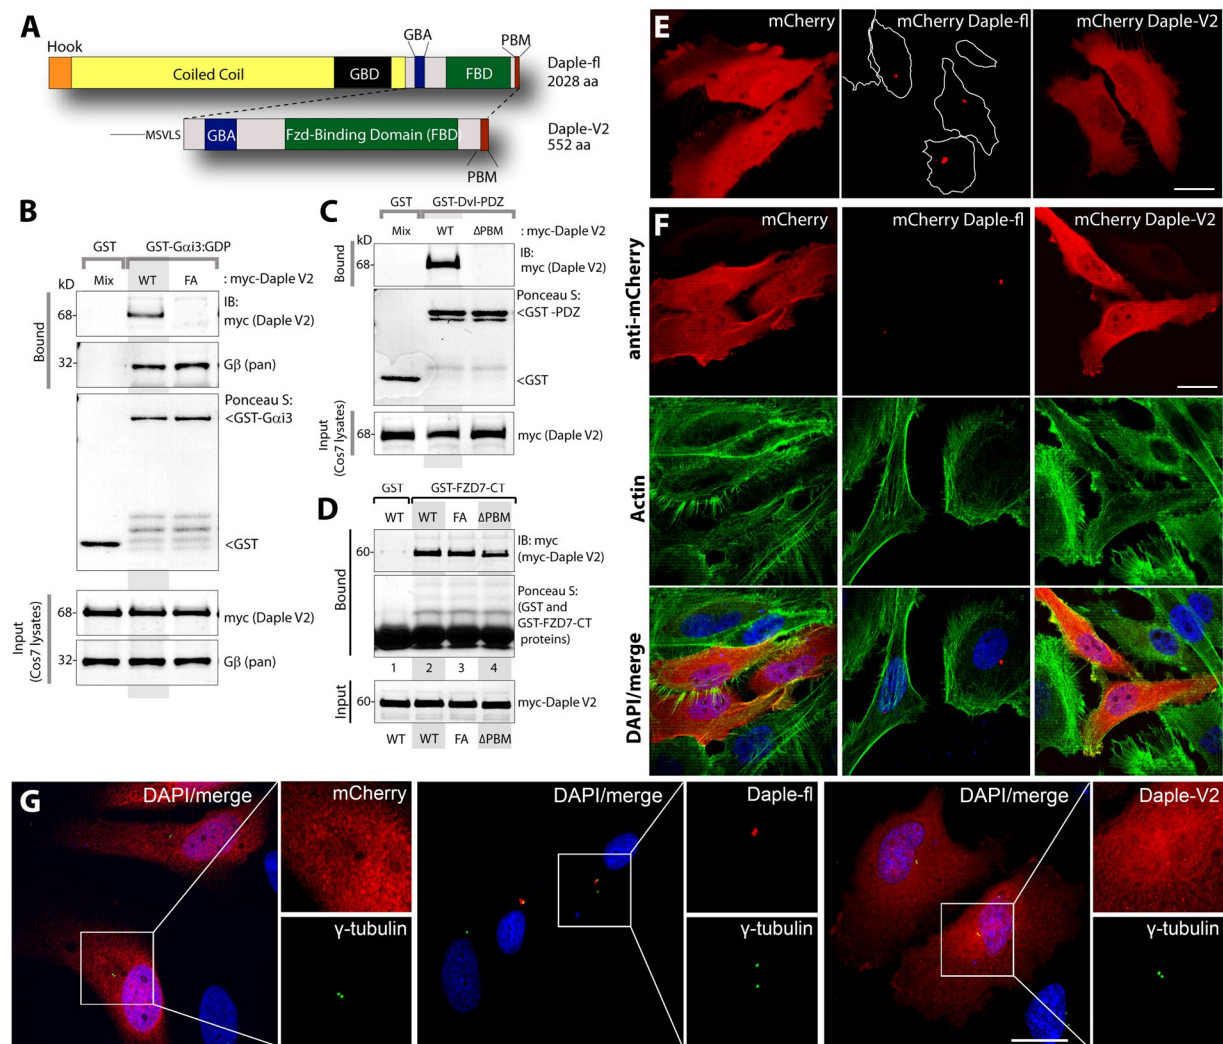 A
Hook
GBA
PBM
Coiled Coil
GBD
FBD
Daple-fl
2028 aa
MSVLS
GBA
Fzd-Binding Domain (FBD)
Daple-V2
552 aa
PBM
B
GST
GST-Gαi3:GDP
kD
Mix
WT
FA
: myc-Daple V2
Bound
68-
IB:
myc (Daple V2)
32-
Gβ (pan)
Ponceau S:
<GST-Gαi3
<GST
Input
(Cos7 lysates)
68-
myc (Daple V2)
32-
Gβ (pan)
C
GST
GST-Dvl-PDZ
kD
Mix
WT
ΔPBM
: myc-Daple V2
Bound
68-
IB:
myc (Daple V2)
Ponceau S:
<GST -PDZ
<GST
Input
(Cos7 lysates)
68-
myc (Daple V2)
D
GST
GST-FZD7-CT
WT
WT
FA
ΔPBM
Bound
60-
IB: myc
(myc-Daple V2)
Ponceau S:
(GST and
GST-FZD7-CT
proteins)
1
2
3
4
Input
60-
myc-Daple V2
WT
WT
FA
ΔPBM
E
mCherry
mCherry Daple-fl
mCherry Daple-V2
F
mCherry
mCherry Daple-fl
mCherry Daple-V2
anti-mCherry
Actin
DAPI/merge
G
DAPI/merge
mCherry
γ-tubulin
DAPI/merge
Daple-fl
γ-tubulin
DAPI/merge
Daple-V2
γ-tubulin